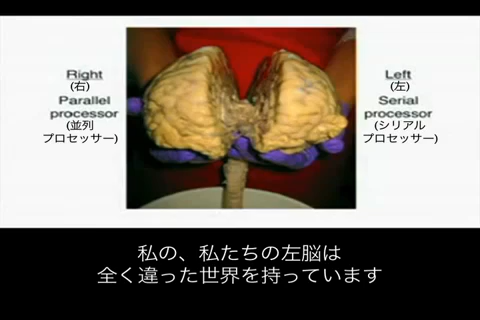 Right
(右)
Parallel
processor
(並列
プロセッサー)
Left
(左)
Serial
processor
(シリアル
プロセッサー)
私の、私たちの左脳は
全く違った世界を持っています